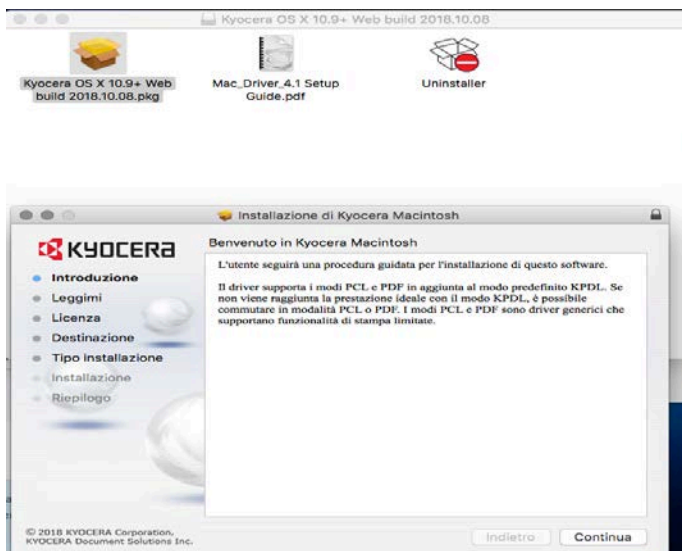 Kyocera OS X 10.9+ Web build 2018.10.08
Kyocera OS X 10.9+ Web
build 2018.10.08.pkg
Mac_Driver_4.1 Setup
Guide.pdf
Uninstaller
Installazione di Kyocera Macintosh
KYOCERA
Introduzione
Leggimi
Licenza
Destinazione
Tipo installazione
Installazione
Riepilogo
Benvenuto in Kyocera Macintosh
L'utente seguirà una procedura guidata per l'installazione di questo software.
Il driver supporta i modi PCL e PDF in aggiunta al modo predefinito KPDL. Se
non viene raggiunta la prestazione ideale con il modo KPDL, è possibile
commutare in modalità PCL o PDF. I modi PCL e PDF sono driver generici che
supportano funzionalità di stampa limitate.
© 2018 KYOCERA Corporation,
KYOCERA Document Solutions Inc.
Indietro
Continua